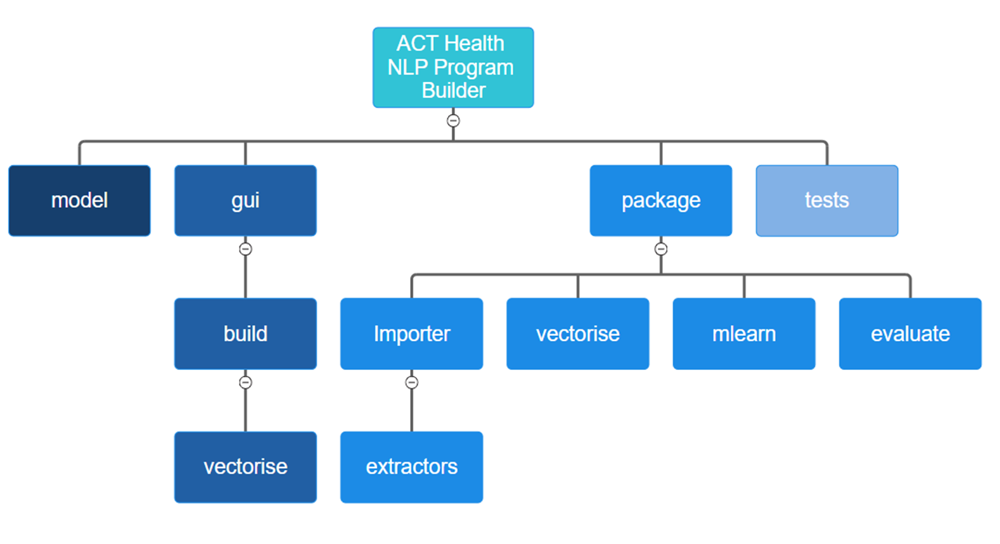 ACT Health
NLP Program
Builder
model
gui
package
tests
build
Importer
vectorise
mlearn
evaluate
vectorise
extractors